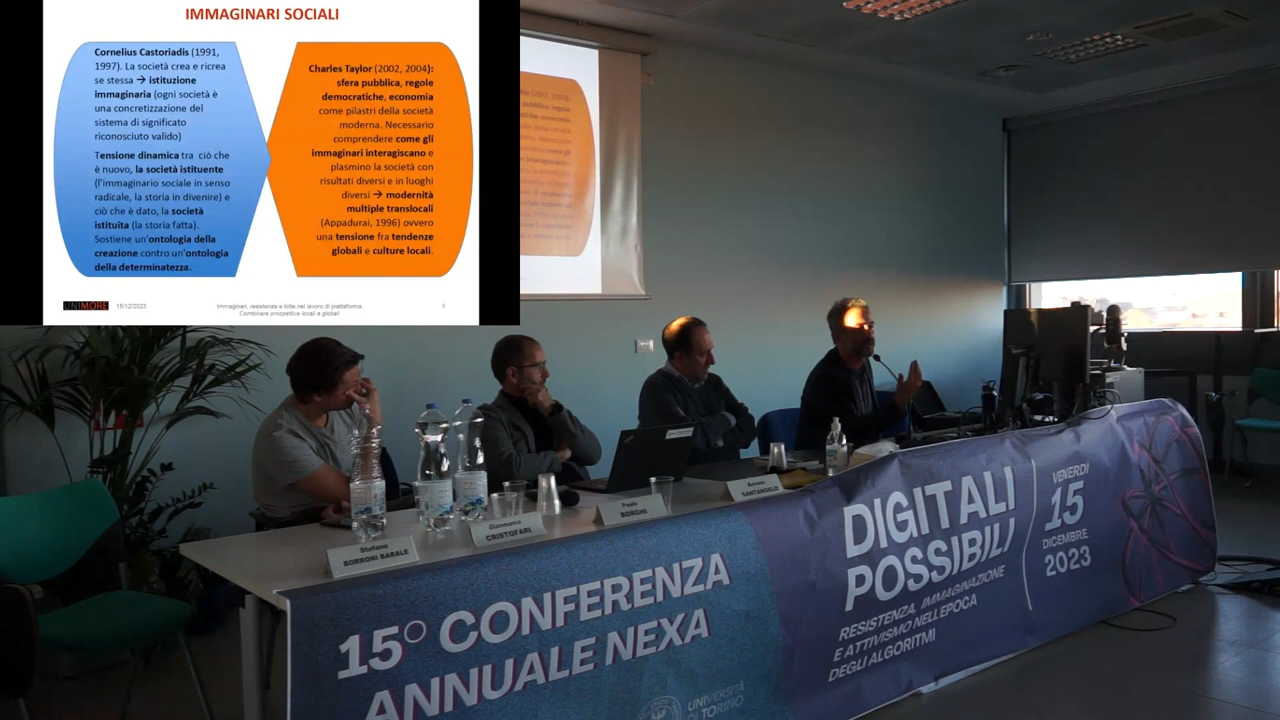 IMMAGINARI SOCIALI
Cornelius Castoriadis (1991,
1997). La società crea e ricrea
se stessa → istituzione
immaginaria (ogni società è
una concretizzazione del
sistema di significato
riconosciuto valido)
Tensione dinamica tra ciò che
è nuovo, la società istituente
(l'immaginario sociale in senso
radicale, la storia in divenire) e
ciò che è dato, la società
istituita (la storia fatta).
Sostiene un'ontologia della
creazione contro un'ontologia
della determinatezza.
Charles Taylor (2002, 2004):
sfera pubblica, regole
democratiche, economia
come pilastri della società
moderna. Necessario
comprendere come gli
immaginari interagiscano e
plasmino la società con
risultati diversi e in luoghi
diversi → modernità
multiple translocali
(Appadurai, 1996) ovvero
una tensione fra tendenze
globali e culture locali.
UNIMORE
15/12/2023
Immaginari, resistenze e lotte nel lavoro di piattaforma
Combinare prospettive locali e globali
Stefano
BORRONI BARALE
Gianmarco
CRISTOFARI
Paolo
BORGHI
Antonio
SANTANGELO
15° CONFERENZA
ANNUALE NEXA
UNIVERSITÀ
DI TORINO
DIGITALI
POSSIBILI
RESISTENZA, IMMAGINAZIONE
E ATTIVISMO NELL'EPOCA
DEGLI ALGORITMI
VENERDÌ
15
DICEMBRE
2023